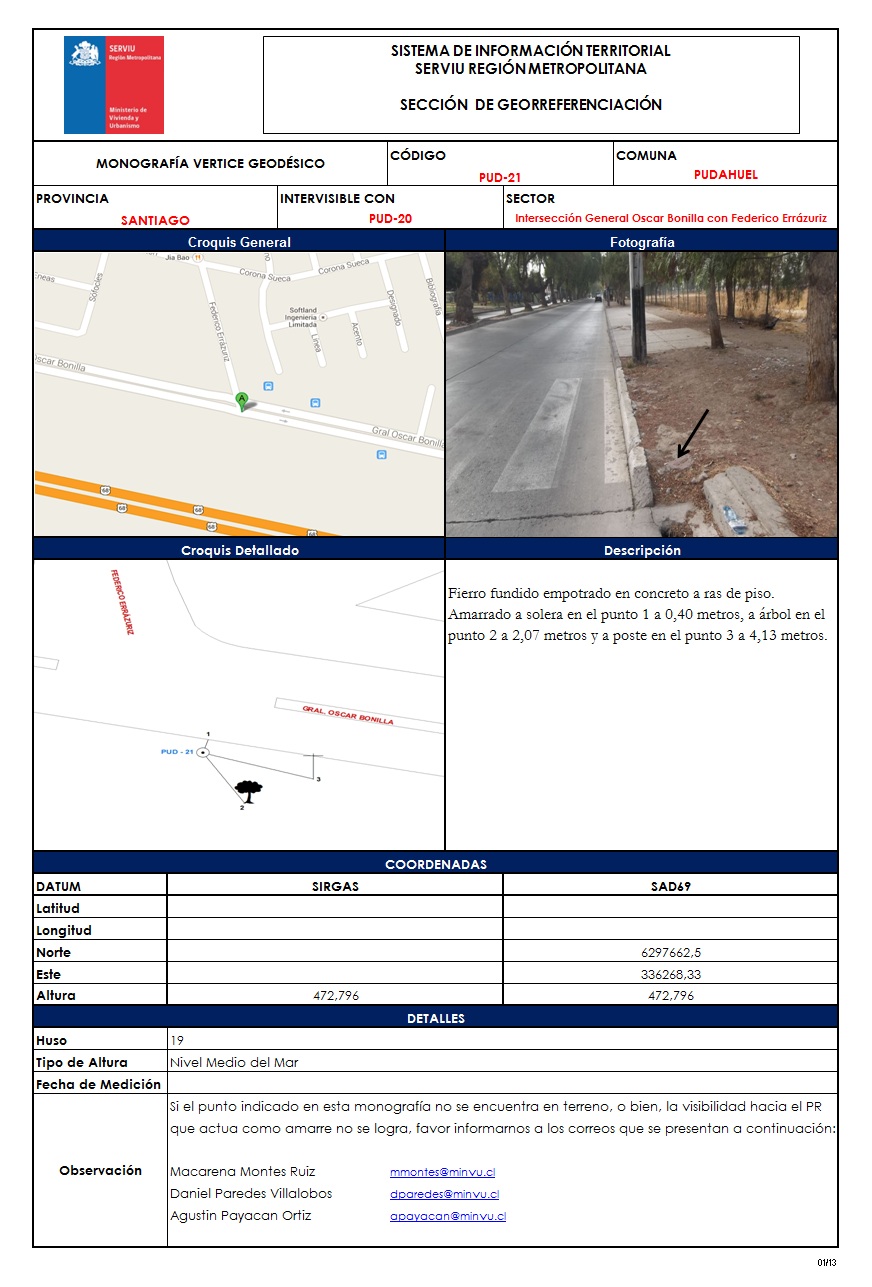 SERVIU
Región Metropolitana
Ministerio de
Vivienda y
Urbanismo
SISTEMA DE INFORMACIÓN TERRITORIAL
SERVIU REGIÓN METROPOLITANA
SECCIÓN DE GEORREFERENCIACIÓN
MONOGRAFÍA VERTICE GEODÉSICO
CÓDIGO
PUD-21
COMUNA
PUDAHUEL
PROVINCIA
SANTIAGO
INTERVISIBLE CON
PUD-20
SECTOR
Intersección General Oscar Bonilla con Federico Errázuriz
Croquis General
Fotografía
Jia Bao
Corona Sueca
Corona Sueca
Eneas
Sófocles
Federico Errázuriz
Softland
Ingeniería
Limitada
Linea
Acento
Designado
Bibliografía
Oscar Bonilla
A
Gral Oscar Bonilla
68
68
68
68
68
Croquis Detallado
Descripción
FEDERICO ERRÁZURIZ
GRAL. OSCAR BONILLA
1
PUD - 21
3
2
Fierro fundido empotrado en concreto a ras de piso.
Amarrado a solera en el punto 1 a 0,40 metros, a árbol en el
punto 2 a 2,07 metros y a poste en el punto 3 a 4,13 metros.
COORDENADAS
DATUM SIRGAS SAD69
Latitud
Longitud
Norte 6297662,5
Este 336268,33
Altura 472,796 472,796
DETALLES
Huso 19
Tipo de Altura Nivel Medio del Mar
Fecha de Medición
Observación
Si el punto indicado en esta monografía no se encuentra en terreno, o bien, la visibilidad hacia el PR
que actua como amarre no se logra, favor informarnos a los correos que se presentan a continuación:
Macarena Montes Ruiz mmontes@minvu.cl
Daniel Paredes Villalobos dparedes@minvu.cl
Agustin Payacan Ortiz apayacan@minvu.cl
01/13